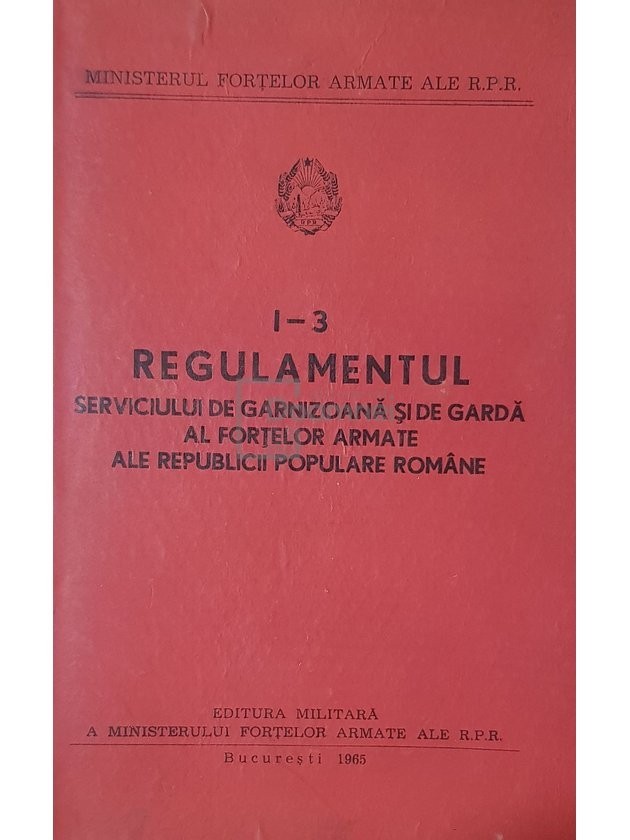 MINISTERUL FORȚELOR ARMATE ALE R.P.R.
R P R
I – 3
REGULAMENTUL
SERVICIULUI DE GARNIZOANĂ ȘI DE GARDĂ
AL FORȚELOR ARMATE
ALE REPUBLICII POPULARE ROMÂNE
EDITURA MILITARĂ
A MINISTERULUI FORȚELOR ARMATE ALE R.P.R.
București 1965